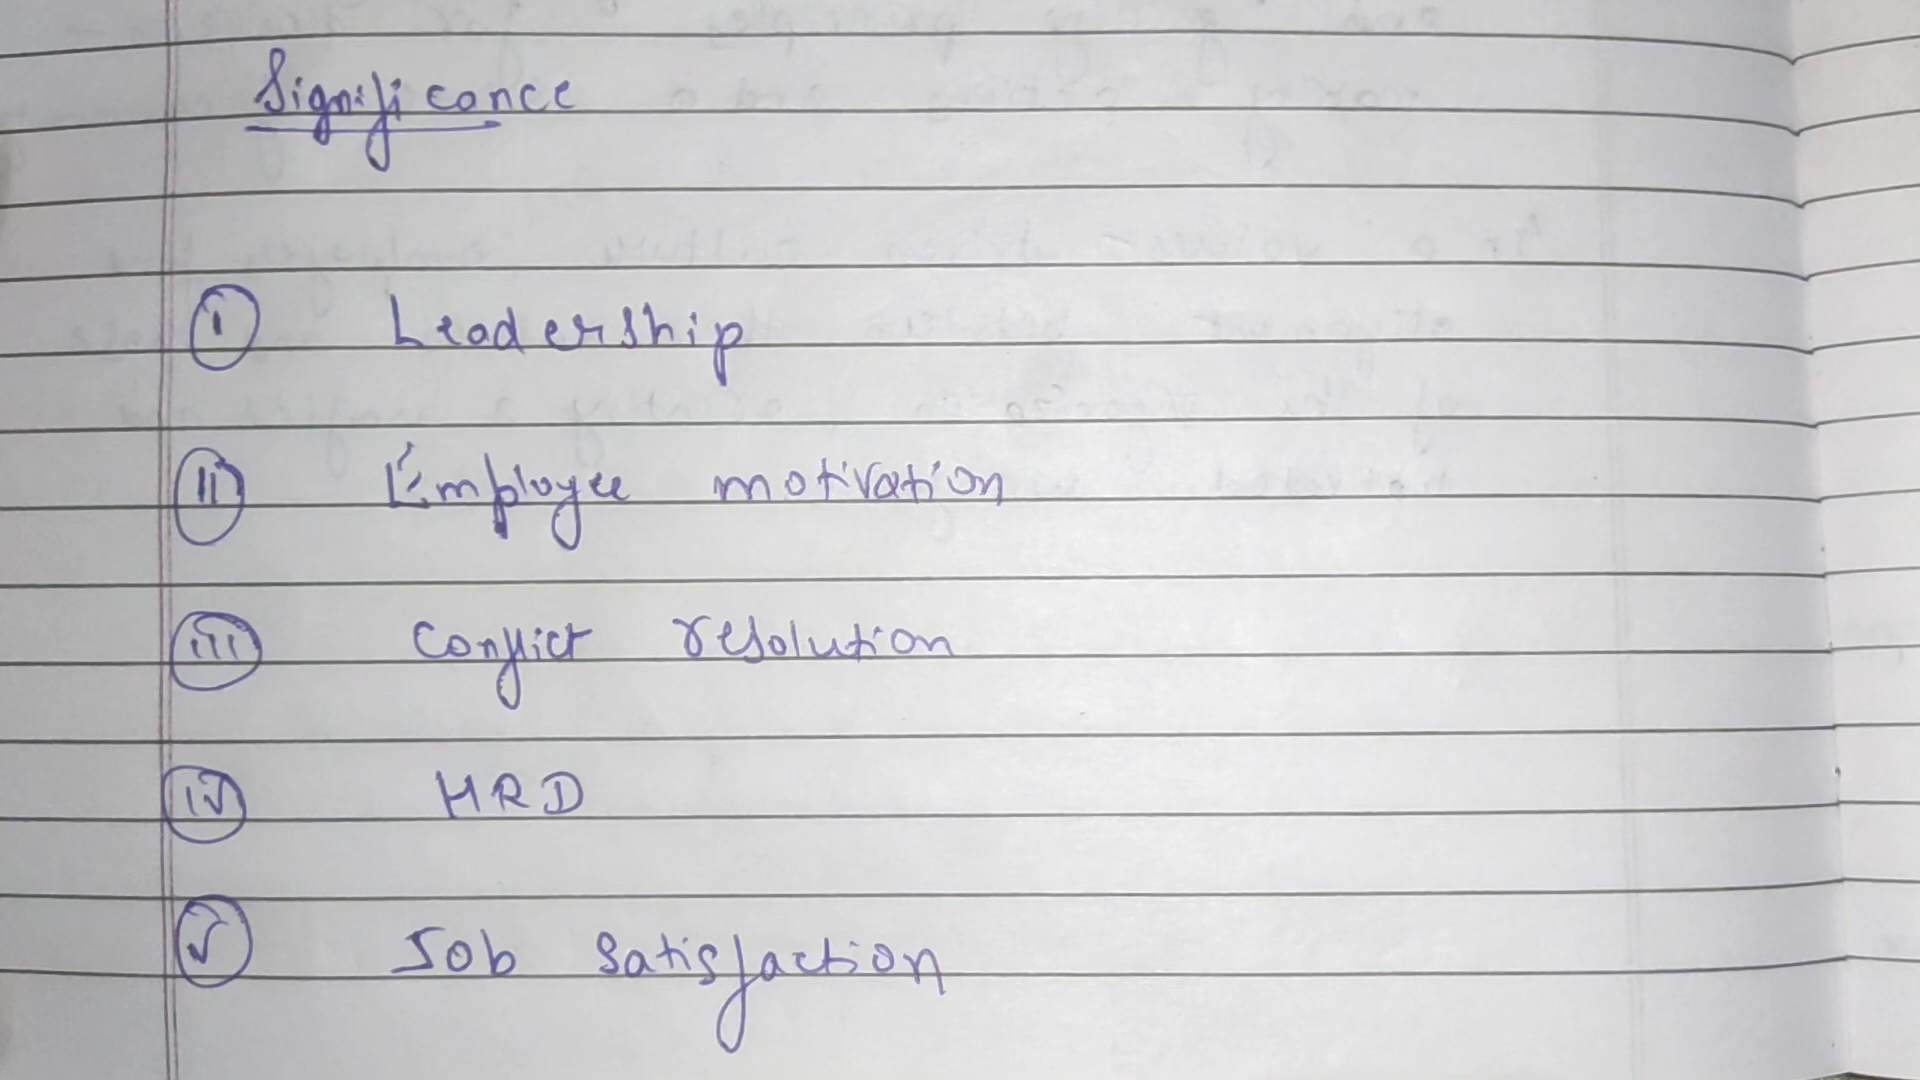 Significance
i Leadership
ii Employee motivation
iii Conflict resolution
iv HRD
v Job satisfaction